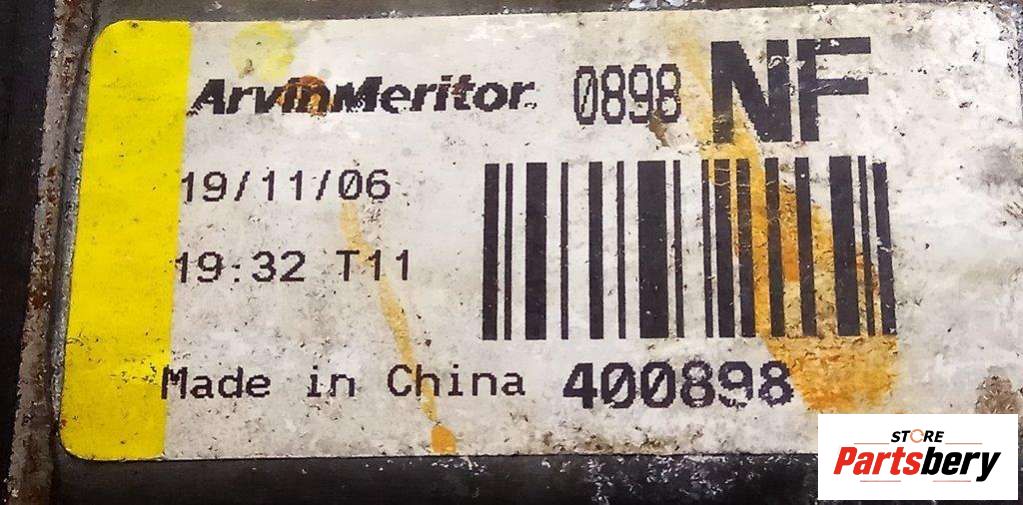 ArvinMeritor 0898 NF
19/11/06
19:32 T11
Made in China 400898
STORE
Partsbery